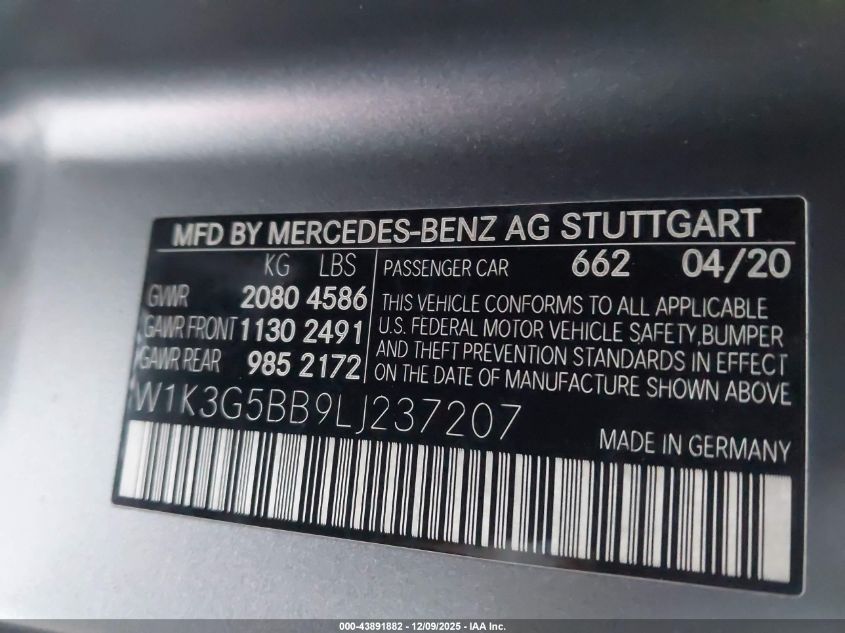 MFD BY MERCEDES-BENZ AG STUTTGART
KG LBS
GVWR 2080 4586
GAWR FRONT 1130 2491
GAWR REAR 985 2172
PASSENGER CAR 662 04/20
THIS VEHICLE CONFORMS TO ALL APPLICABLE
U.S. FEDERAL MOTOR VEHICLE SAFETY,BUMPER
AND THEFT PREVENTION STANDARDS IN EFFECT
ON THE DATE OF MANUFACTURE SHOWN ABOVE.
W1K3G5BB9LJ237207
MADE IN GERMANY
000-43891882 - 12/09/2025 - IAA Inc.